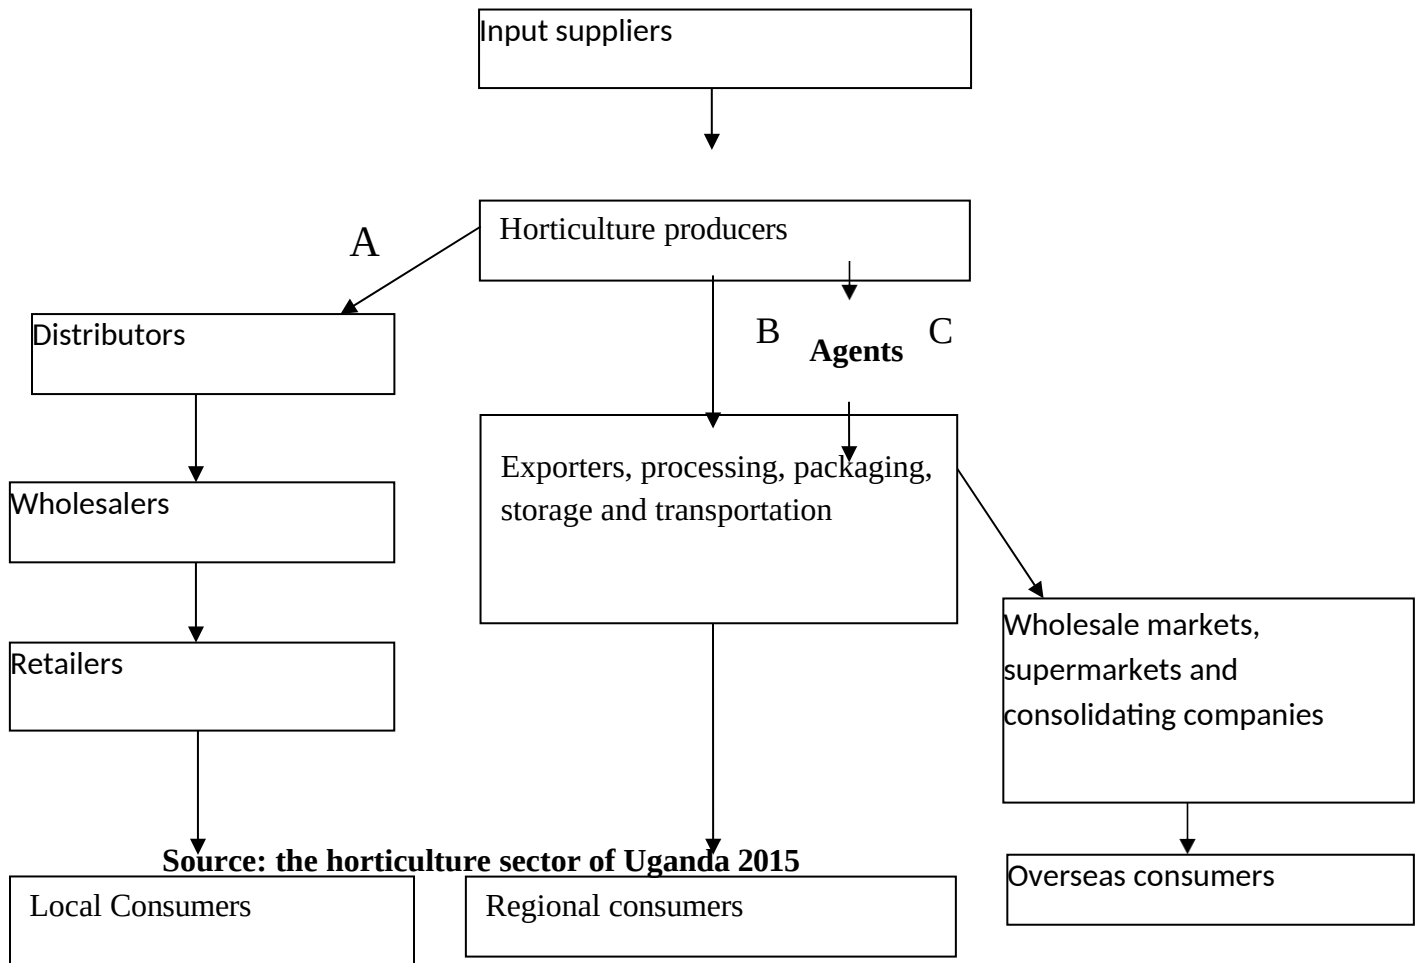 Input suppliers
Horticulture producers
A
Distributors
B
Agents
C
Exporters, processing, packaging,
storage and transportation
Wholesalers
Wholesale markets,
supermarkets and
consolidating companies
Retailers
Source: the horticulture sector of Uganda 2015
Local Consumers
Regional consumers
Overseas consumers